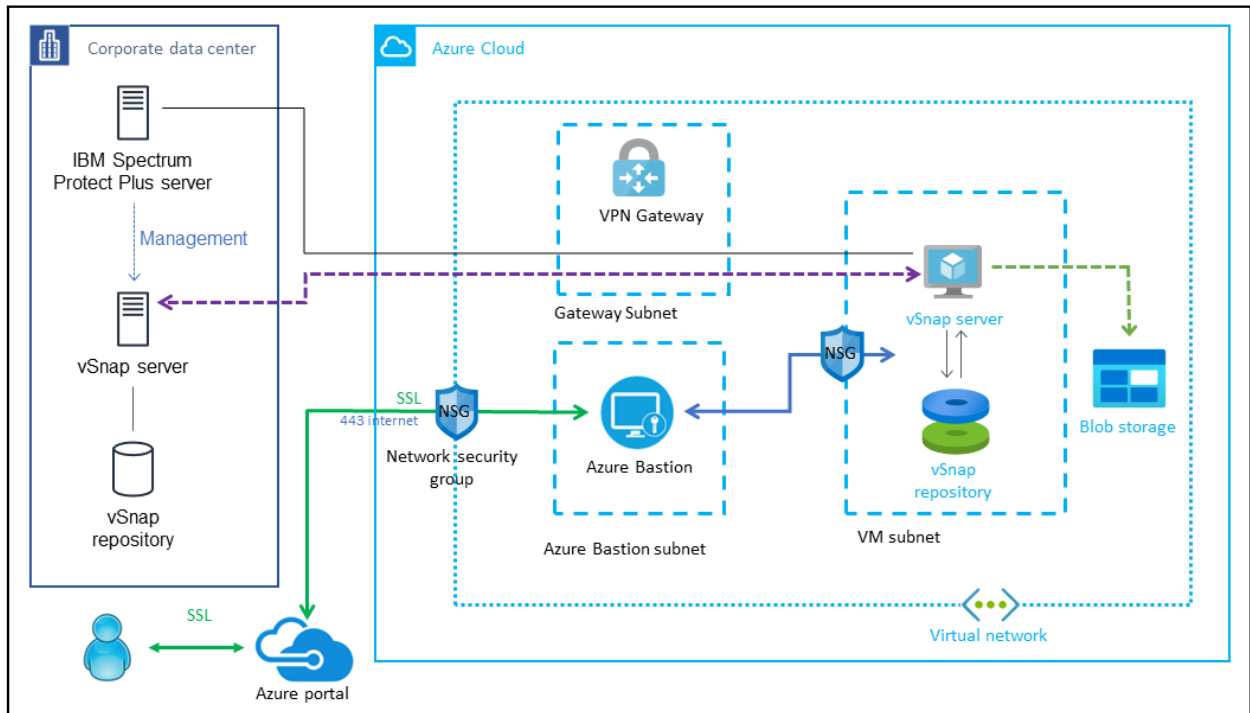 Corporate data center
IBM Spectrum
Protect Plus server
Management
vSnap server
vSnap
repository
Azure Cloud
VPN Gateway
Gateway Subnet
vSnap server
NSG
vSnap
repository
VM subnet
Blob storage
SSL
443 internet
NSG
Network security
group
Azure Bastion
Azure Bastion subnet
Virtual network
SSL
Azure portal